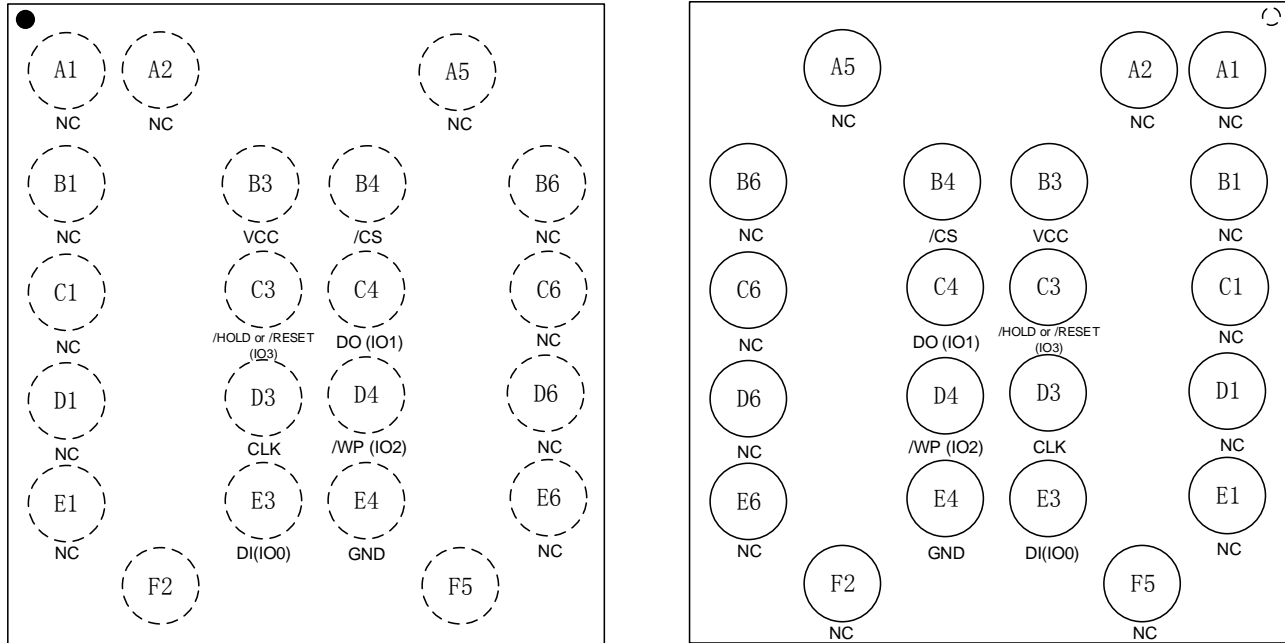 A1 A2 A5
NC NC NC
B1 B3 B4 B6
NC VCC /CS NC
C1 C3 C4 C6
NC /HOLD or /RESET DO (IO1) NC
(IO3)
D1 D3 D4 D6
NC CLK /WP (IO2) NC
E1 E3 E4 E6
NC DI(IO0) GND NC
F2 F5
A5 A2 A1
NC NC NC
B6 B4 B3 B1
NC /CS VCC NC
C6 C4 C3 C1
NC DO (IO1) /HOLD or /RESET NC
(IO3)
D6 D4 D3 D1
NC /WP (IO2) CLK NC
E6 E4 E3 E1
NC GND DI(IO0) NC
F2 F5
NC NC